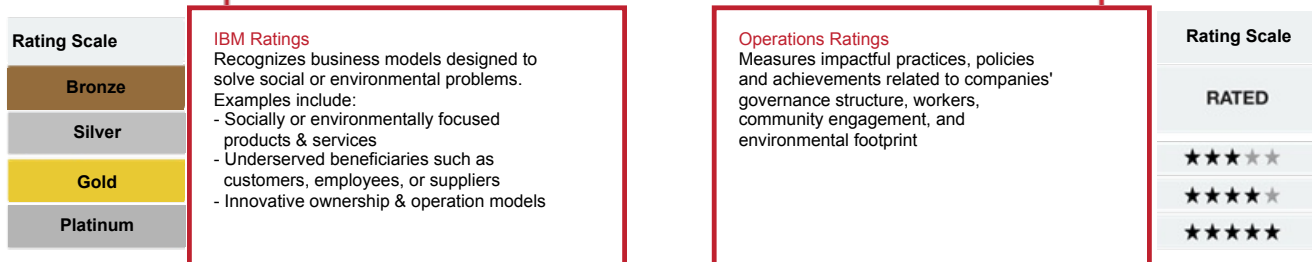 Rating Scale
Bronze
Silver
Gold
Platinum
IBM Ratings
Recognizes business models designed to
solve social or environmental problems.
Examples include:
- Socially or environmentally focused
products & services
- Underserved beneficiaries such as
customers, employees, or suppliers
- Innovative ownership & operation models
Operations Ratings
Measures impactful practices, policies
and achievements related to companies'
governance structure, workers,
community engagement, and
environmental footprint
Rating Scale
RATED
★★★★★
★★★★★
★★★★★